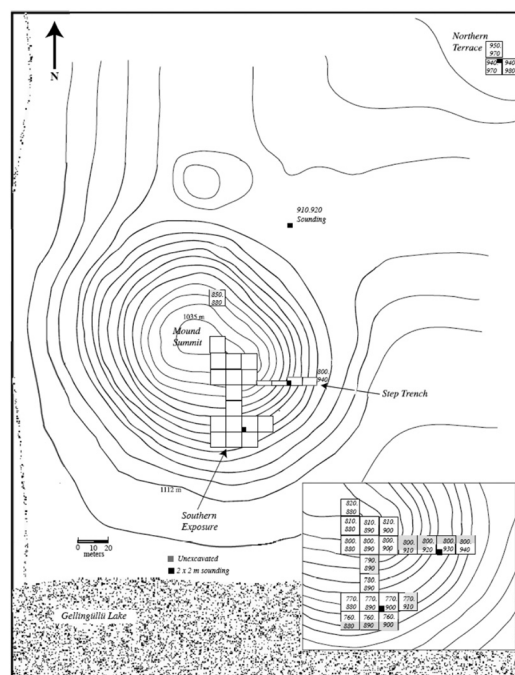 Northern
Terrace
950.
970
940. 940
970 980
N
910.920
Sounding
850.
880
1035 m
Mound
Summit
800.
940
Step Trench
1112 m
Southern
Exposure
0 10 20
meters
Unexcavated
2 x 2 m sounding
Gellingüllü Lake
820.
880
810. 810. 810.
880 890 900
800. 800. 800. 800. 800. 800. 800.
880 890 900 910 920 930 940
790.
890
780.
890
770. 770. 770. 770.
880 890 900 910
760. 760. 760.
880 890 900